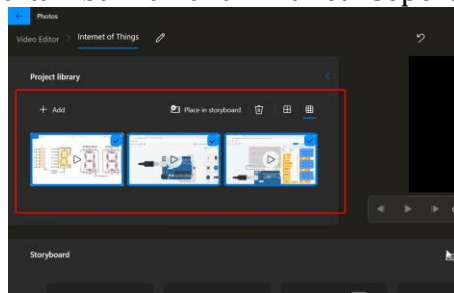 Photos
Video Editor > Internet of Things
Project library
+ Add Place in storyboard
Storyboard